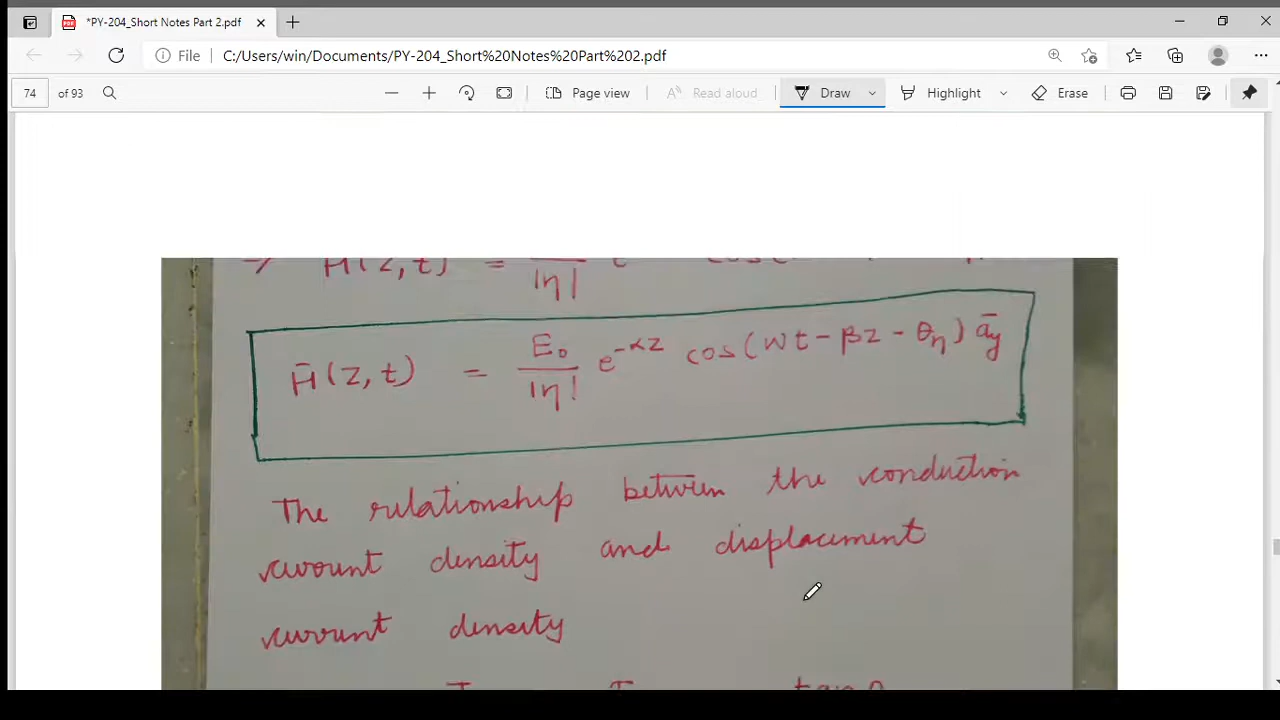 *PY-204_Short Notes Part 2.pdf
File C:/Users/win/Documents/PY-204_Short%20Notes%20Part%202.pdf
74 of 93 Page view Read aloud Draw Highlight Erase
H̄(z,t) = E₀/|η| e^-αz cos(ωt-βz-θη) āy
The relationship between the conduction
current density and displacement
current density